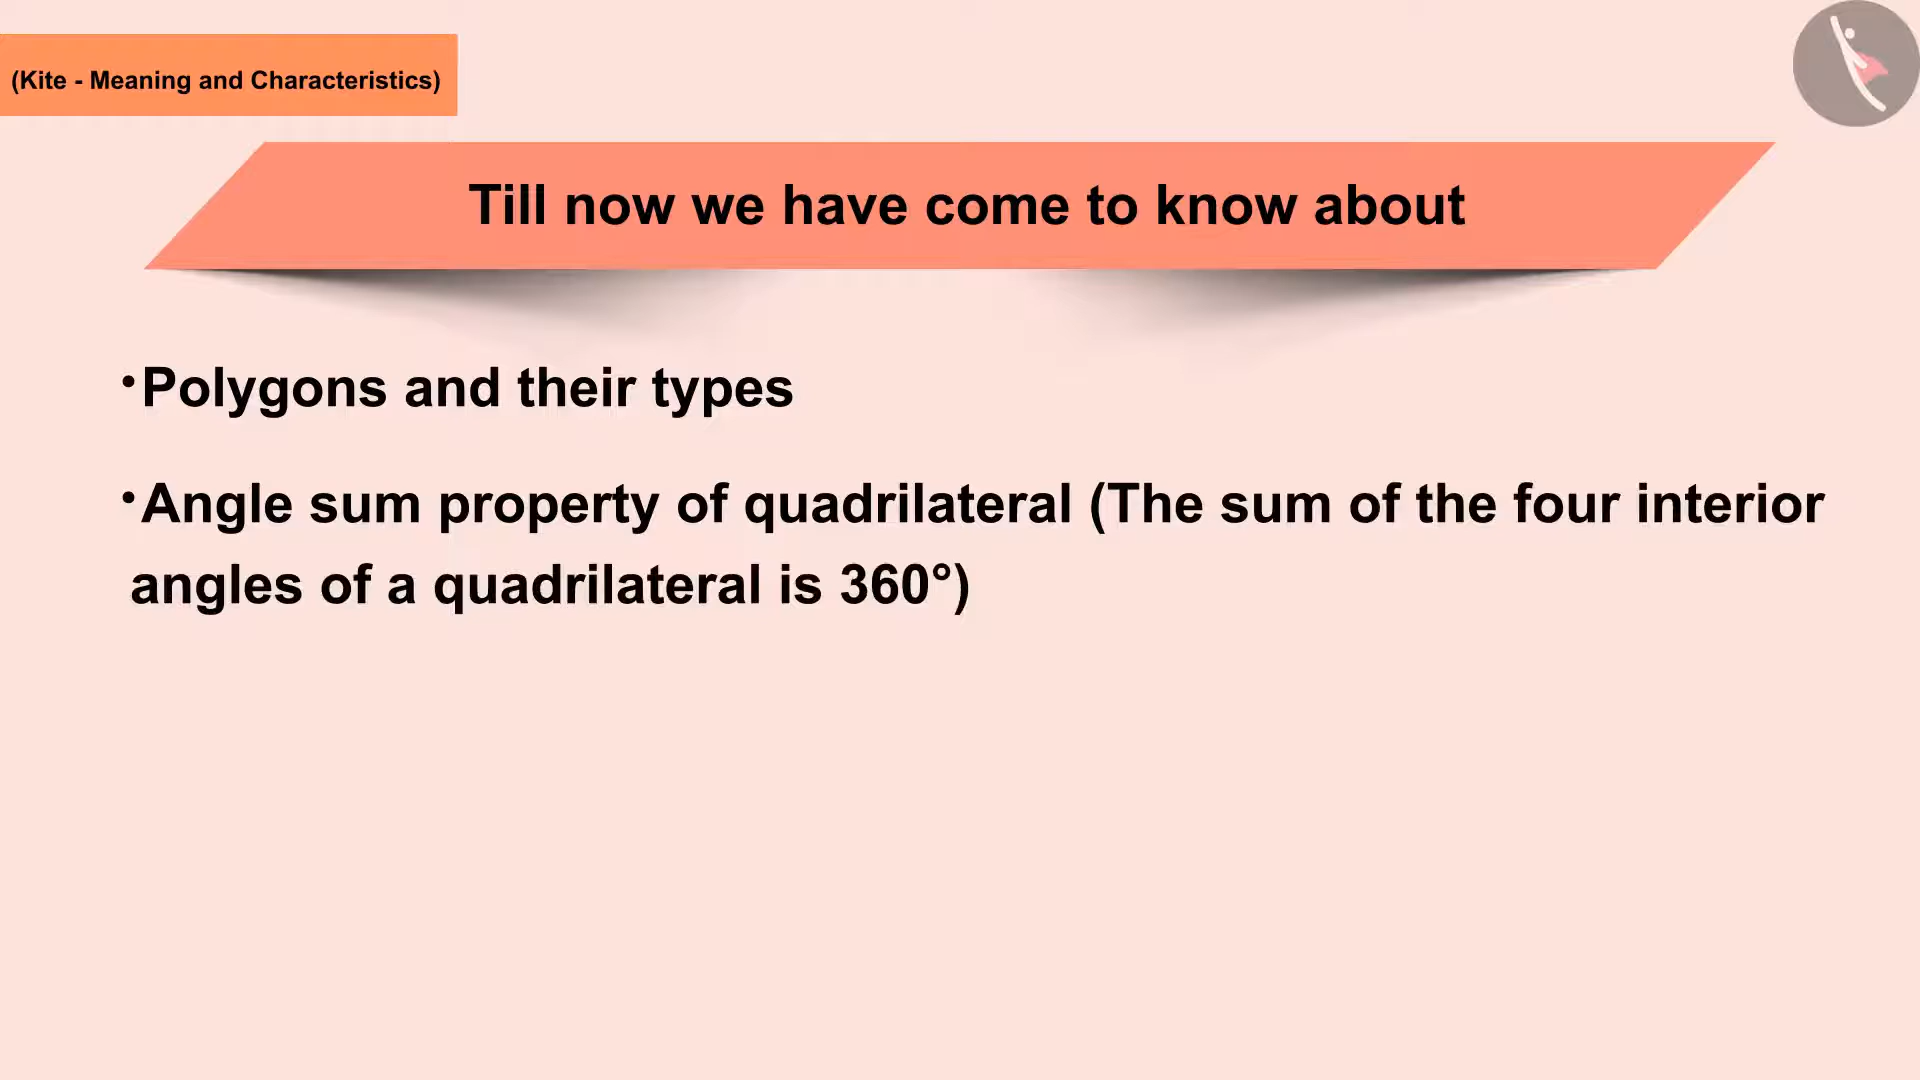 (Kite - Meaning and Characteristics)
Till now we have come to know about
•Polygons and their types
•Angle sum property of quadrilateral (The sum of the four interior
angles of a quadrilateral is 360°)